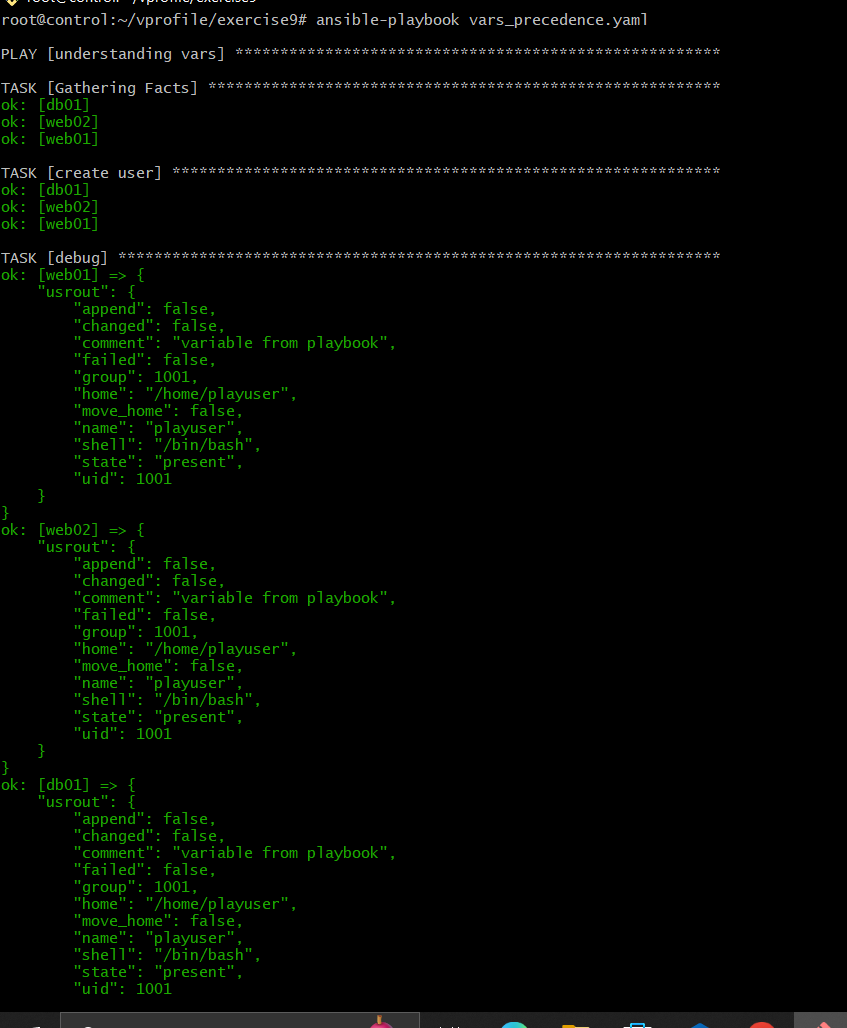 root@control:~/vprofile/exercise9# ansible-playbook vars_precedence.yaml
PLAY [understanding vars] ******************************************************
TASK [Gathering Facts] *********************************************************
ok: [db01]
ok: [web02]
ok: [web01]
TASK [create user] *************************************************************
ok: [db01]
ok: [web02]
ok: [web01]
TASK [debug] *******************************************************************
ok: [web01] => {
    "usrout": {
        "append": false,
        "changed": false,
        "comment": "variable from playbook",
        "failed": false,
        "group": 1001,
        "home": "/home/playuser",
        "move_home": false,
        "name": "playuser",
        "shell": "/bin/bash",
        "state": "present",
        "uid": 1001
    }
}
ok: [web02] => {
    "usrout": {
        "append": false,
        "changed": false,
        "comment": "variable from playbook",
        "failed": false,
        "group": 1001,
        "home": "/home/playuser",
        "move_home": false,
        "name": "playuser",
        "shell": "/bin/bash",
        "state": "present",
        "uid": 1001
    }
}
ok: [db01] => {
    "usrout": {
        "append": false,
        "changed": false,
        "comment": "variable from playbook",
        "failed": false,
        "group": 1001,
        "home": "/home/playuser",
        "move_home": false,
        "name": "playuser",
        "shell": "/bin/bash",
        "state": "present",
        "uid": 1001